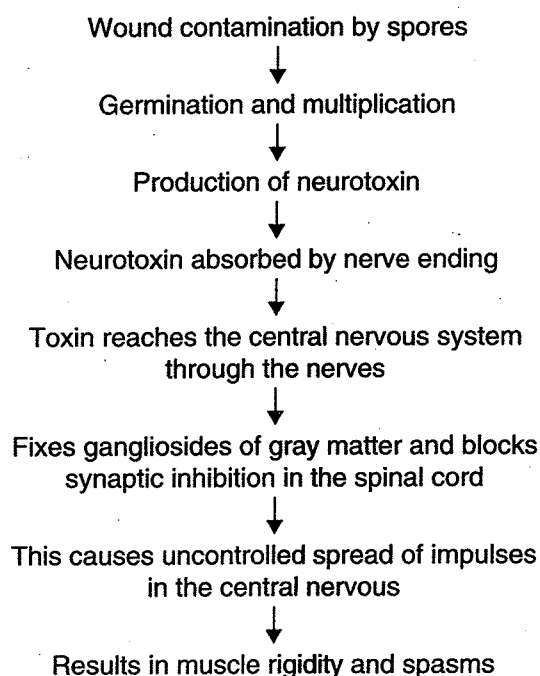 Wound contamination by spores
Germination and multiplication
Production of neurotoxin
Neurotoxin absorbed by nerve ending
Toxin reaches the central nervous system
through the nerves
Fixes gangliosides of gray matter and blocks
synaptic inhibition in the spinal cord
This causes uncontrolled spread of impulses
in the central nervous
Results in muscle rigidity and spasms